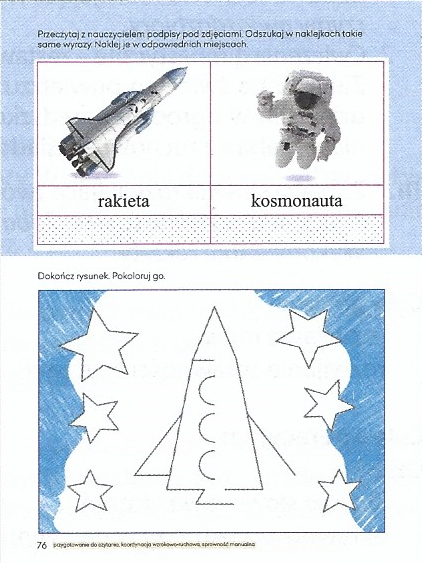 Przeczytaj z nauczycielem podpisy pod zdjęciami. Odszukaj w naklejkach takie
same wyrazy. Naklej je w odpowiednich miejscach.
rakieta
kosmonauta
Dokończ rysunek. Pokoloruj go.
76 przygotowanie do czytania, koordynacja wzrokowo-ruchowa, sprawność manualna